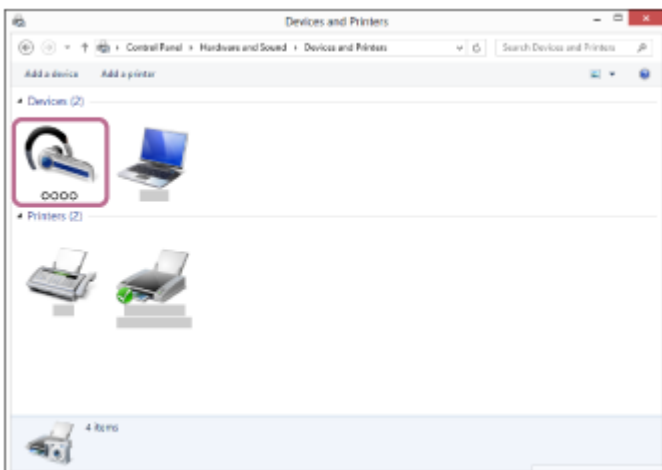 Devices and Printers
Control Panel › Hardware and Sound › Devices and Printers
Search Devices and Printers
Add a device Add a printer
Devices (2)
OOOO
Printers (2)
4 items